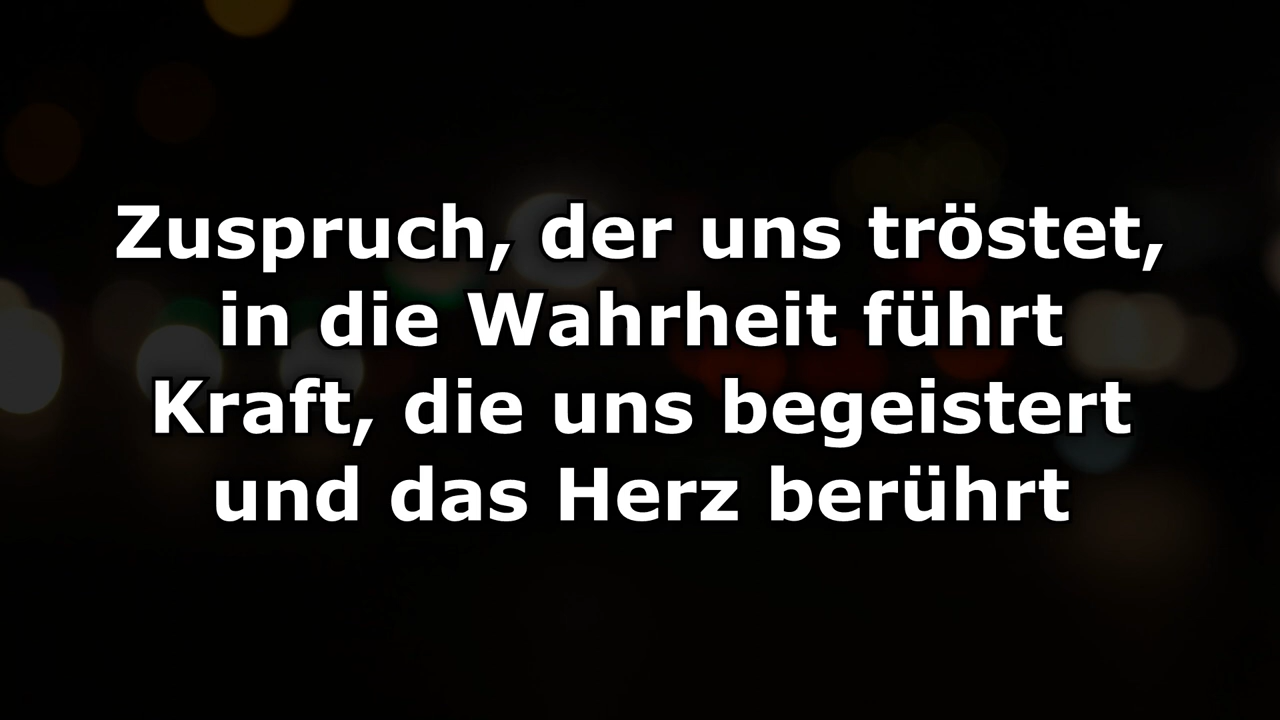 Zuspruch, der uns tröstet,
in die Wahrheit führt
Kraft, die uns begeistert
und das Herz berührt